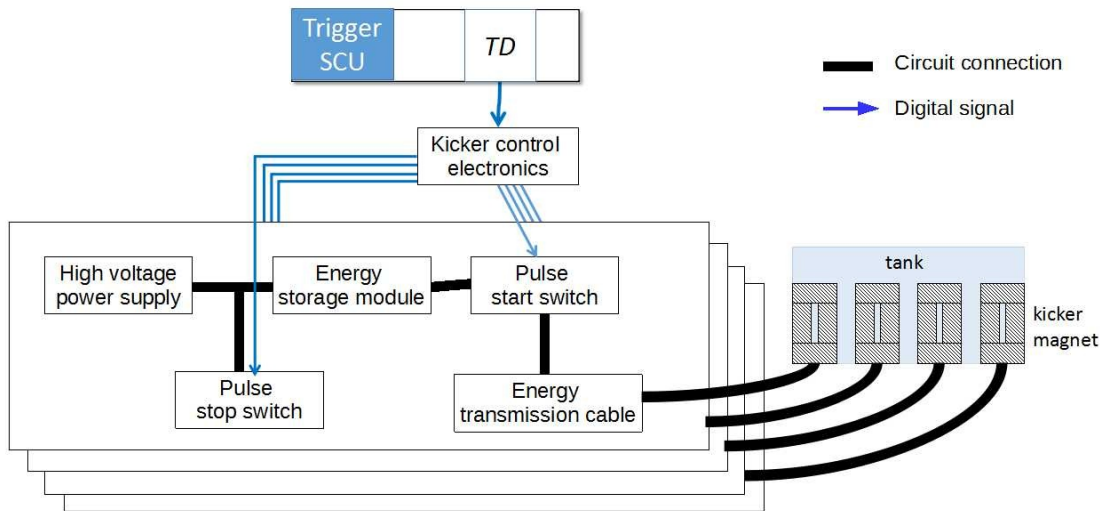 Trigger
SCU
TD
Circuit connection
Digital signal
Kicker control
electronics
High voltage
power supply
Energy
storage module
Pulse
start switch
Pulse
stop switch
Energy
transmission cable
tank
kicker
magnet